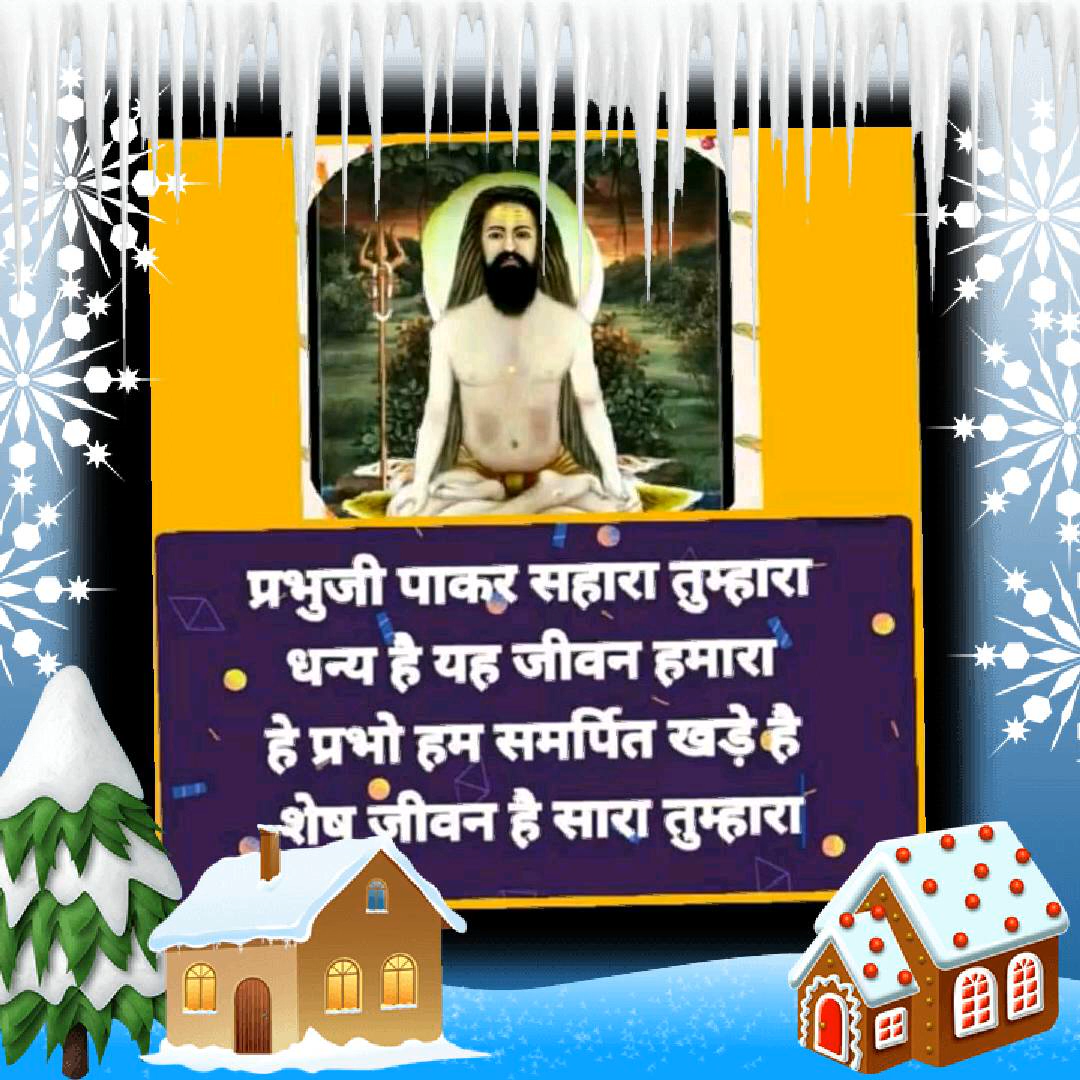 प्रभुजी पाकर सहारा तुम्हारा
धन्य है यह जीवन हमारा
हे प्रभो हम समर्पित खड़े है
शेष जीवन है सारा तुम्हारा